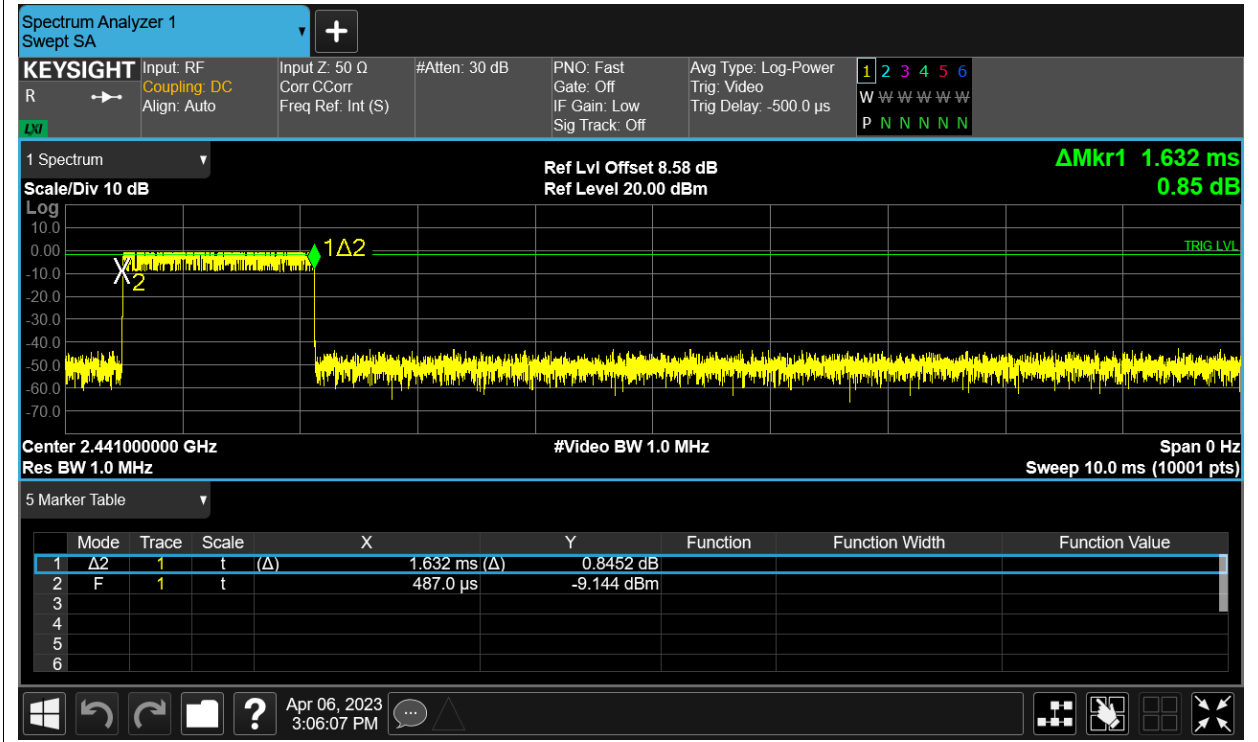 Spectrum Analyzer 1
Swept SA
KEYSIGHT
R
LXI
Input: RF
Coupling: DC
Align: Auto
Input Z: 50 Ω
Corr CCorr
Freq Ref: Int (S)
#Atten: 30 dB
PNO: Fast
Gate: Off
IF Gain: Low
Sig Track: Off
Avg Type: Log-Power
Trig: Video
Trig Delay: -500.0 µs
1 2 3 4 5 6
W W W W W W
P N N N N N
1 Spectrum
Scale/Div 10 dB
Ref Lvl Offset 8.58 dB
Ref Level 20.00 dBm
ΔMkr1 1.632 ms
0.85 dB
Log
10.0
0.00
-10.0
-20.0
-30.0
-40.0
-50.0
-60.0
-70.0
1Δ2
X2
TRIG LVL
Center 2.441000000 GHz
#Video BW 1.0 MHz
Span 0 Hz
Res BW 1.0 MHz
Sweep 10.0 ms (10001 pts)
5 Marker Table
Mode Trace Scale X Y Function Function Width Function Value
1 Δ2 1 t (Δ) 1.632 ms (Δ) 0.8452 dB
2 F 1 t 487.0 µs -9.144 dBm
3
4
5
6
?
Apr 06, 2023
3:06:07 PM